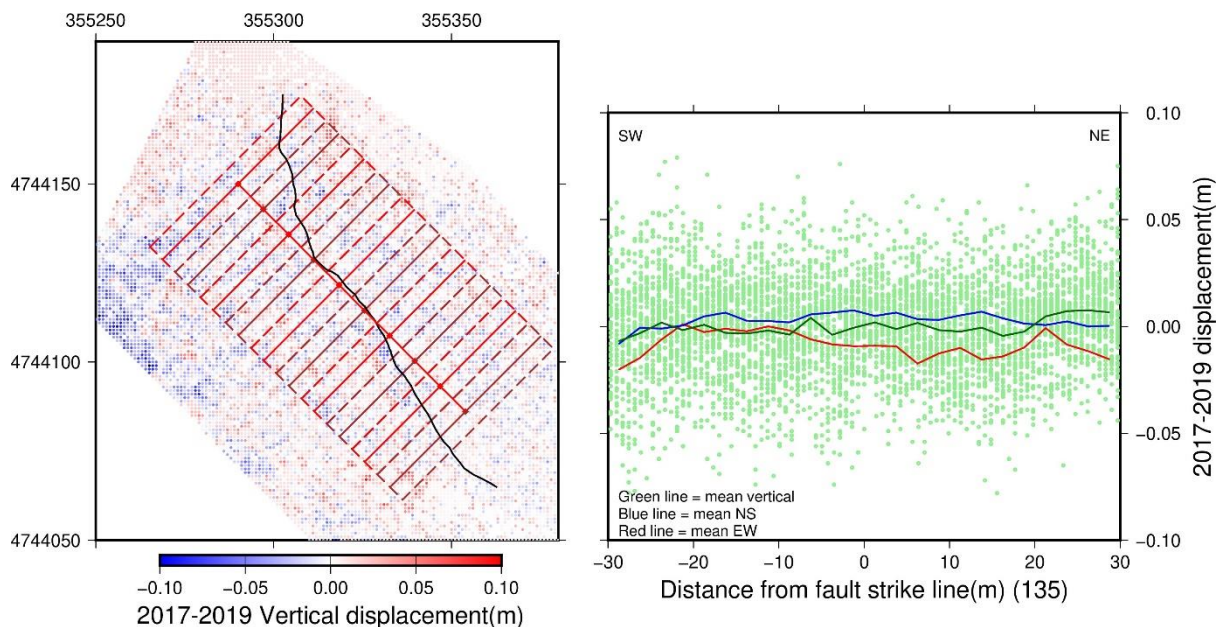 355250 355300 355350
4744150
4744100
4744050
−0.10 −0.05 0.00 0.05 0.10
2017-2019 Vertical displacement(m)
SW NE
0.10
0.05
0.00
−0.05
−0.10
2017-2019 displacement(m)
Green line = mean vertical
Blue line = mean NS
Red line = mean EW
−30 −20 −10 0 10 20 30
Distance from fault strike line(m) (135)